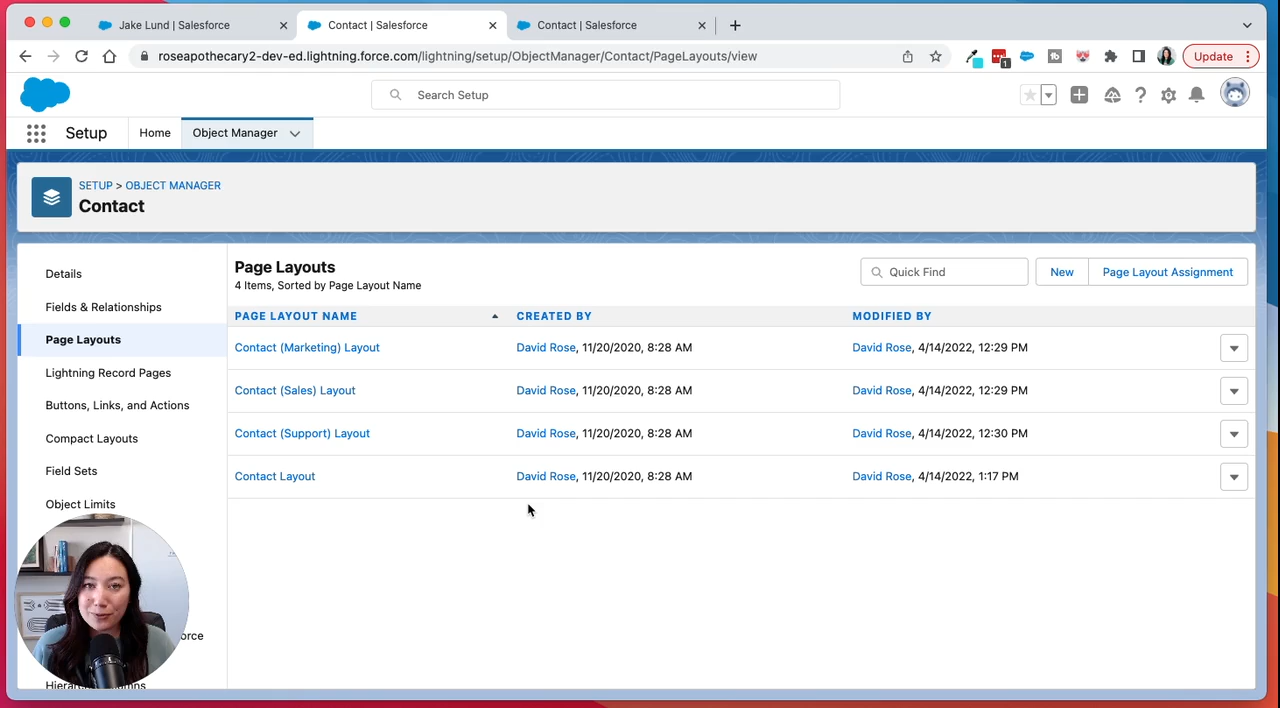 Jake Lund | Salesforce
Contact | Salesforce
Contact | Salesforce
roseapothecary2-dev-ed.lightning.force.com/lightning/setup/ObjectManager/Contact/PageLayouts/view
1
Update
Search Setup
Setup
Home
Object Manager
SETUP > OBJECT MANAGER
Contact
Details
Fields & Relationships
Page Layouts
Lightning Record Pages
Buttons, Links, and Actions
Compact Layouts
Field Sets
Object Limits
orce
Page Layouts
4 Items, Sorted by Page Layout Name
Quick Find
New
Page Layout Assignment
PAGE LAYOUT NAME CREATED BY MODIFIED BY
Contact (Marketing) Layout David Rose, 11/20/2020, 8:28 AM David Rose, 4/14/2022, 12:29 PM
Contact (Sales) Layout David Rose, 11/20/2020, 8:28 AM David Rose, 4/14/2022, 12:29 PM
Contact (Support) Layout David Rose, 11/20/2020, 8:28 AM David Rose, 4/14/2022, 12:30 PM
Contact Layout David Rose, 11/20/2020, 8:28 AM David Rose, 4/14/2022, 1:17 PM